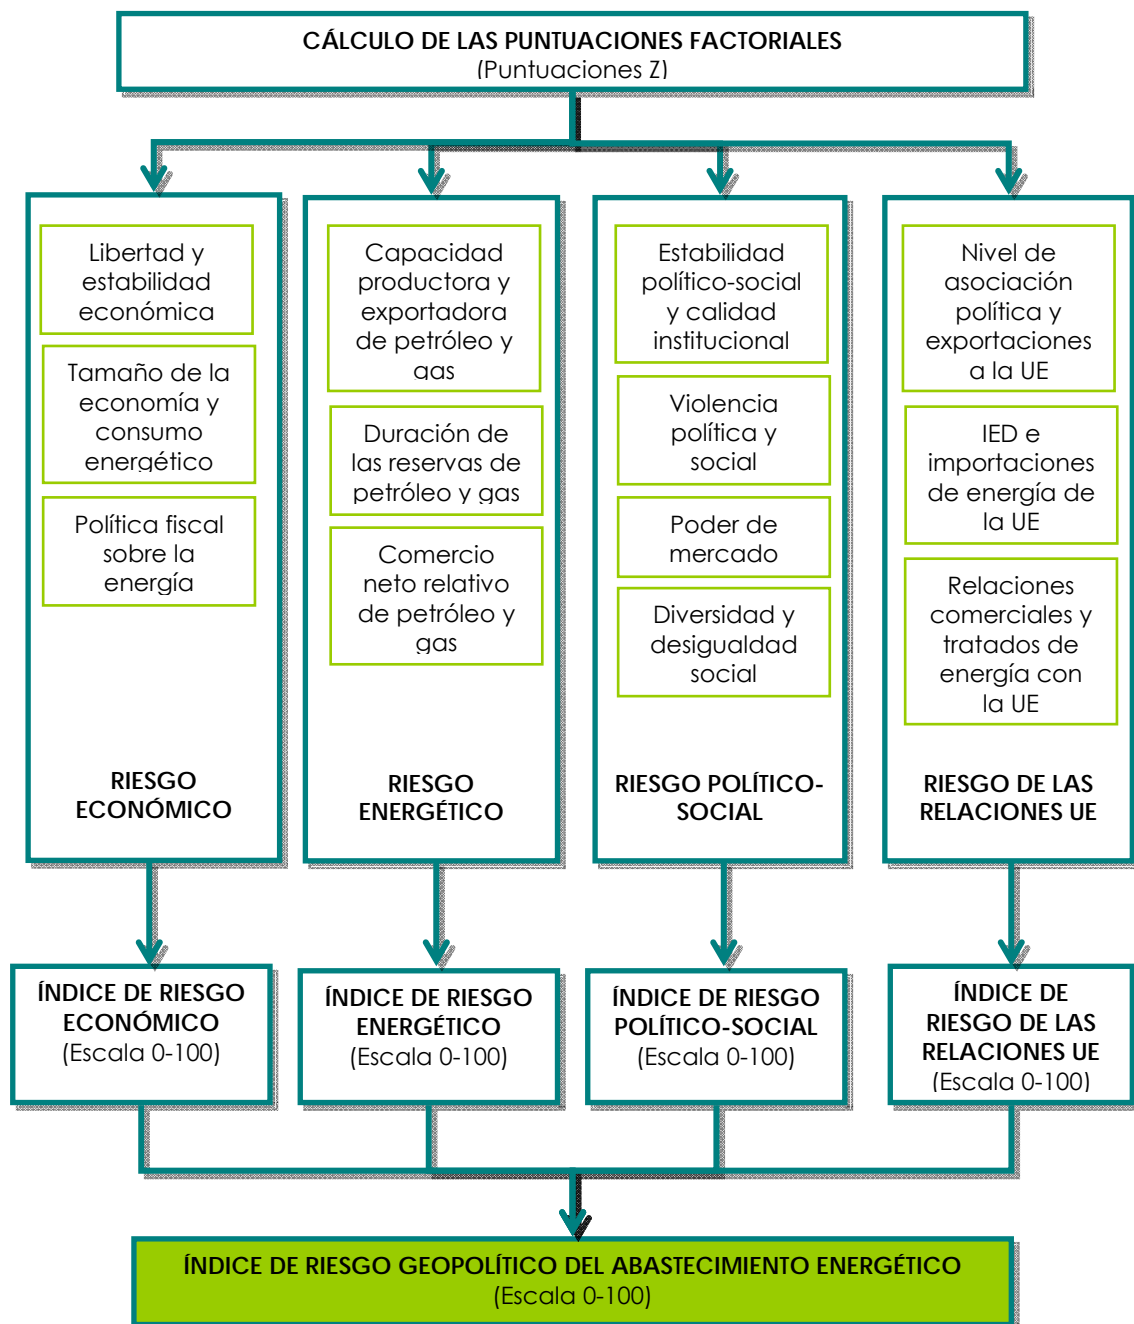 CÁLCULO DE LAS PUNTUACIONES FACTORIALES
(Puntuaciones Z)
Libertad y
estabilidad
económica
Tamaño de la
economía y
consumo
energético
Política fiscal
sobre la
energía
RIESGO
ECONÓMICO
Capacidad
productora y
exportadora
de petróleo y
gas
Duración de
las reservas de
petróleo y gas
Comercio
neto relativo
de petróleo y
gas
RIESGO
ENERGÉTICO
Estabilidad
político-social
y calidad
institucional
Violencia
política y
social
Poder de
mercado
Diversidad y
desigualdad
social
RIESGO POLÍTICO-
SOCIAL
Nivel de
asociación
política y
exportaciones
a la UE
IED e
importaciones
de energía de
la UE
Relaciones
comerciales y
tratados de
energía con
la UE
RIESGO DE LAS
RELACIONES UE
ÍNDICE DE RIESGO
ECONÓMICO
(Escala 0-100)
ÍNDICE DE RIESGO
ENERGÉTICO
(Escala 0-100)
ÍNDICE DE RIESGO
POLÍTICO-SOCIAL
(Escala 0-100)
ÍNDICE DE
RIESGO DE LAS
RELACIONES UE
(Escala 0-100)
ÍNDICE DE RIESGO GEOPOLÍTICO DEL ABASTECIMIENTO ENERGÉTICO
(Escala 0-100)